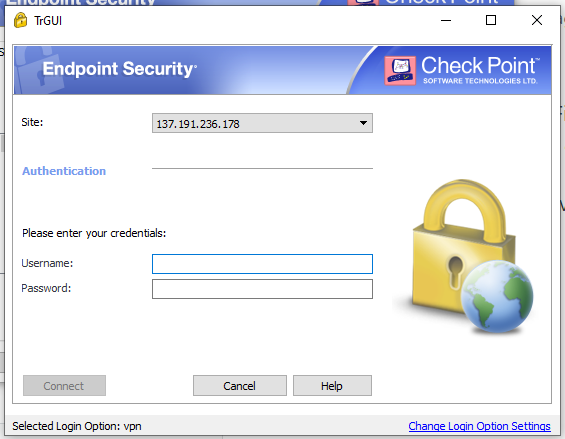 TrGUI
Endpoint Security
Check Point™
SOFTWARE TECHNOLOGIES LTD.
Site:
137.191.236.178
Authentication
Please enter your credentials:
Username:
Password:
Connect
Cancel
Help
Selected Login Option: vpn
Change Login Option Settings